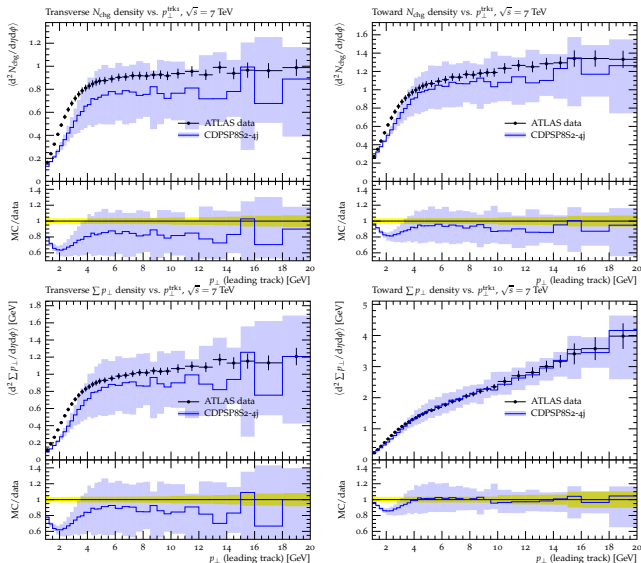 Transverse N_chg density vs. p_⊥^trk1, √s = 7 TeV
⟨d² N_chg/dηdϕ⟩
1.2
1
0.8
0.6
0.4
0.2
0
ATLAS data
CDPSP8S2-4j
MC/data
1.4
1.2
1
0.8
0.6
2 4 6 8 10 12 14 16 18 20
p_⊥ (leading track) [GeV]
Toward N_chg density vs. p_⊥^trk1, √s = 7 TeV
⟨d² N_chg/dηdϕ⟩
1.6
1.4
1.2
1
0.8
0.6
0.4
0.2
0
ATLAS data
CDPSP8S2-4j
MC/data
1.4
1.2
1
0.8
0.6
2 4 6 8 10 12 14 16 18 20
p_⊥ (leading track) [GeV]
Transverse ∑ p_⊥ density vs. p_⊥^trk1, √s = 7 TeV
⟨d² ∑ p_⊥/dηdϕ⟩ [GeV]
1.8
1.6
1.4
1.2
1
0.8
0.6
0.4
0.2
0
ATLAS data
CDPSP8S2-4j
MC/data
1.4
1.2
1
0.8
0.6
2 4 6 8 10 12 14 16 18 20
p_⊥ (leading track) [GeV]
Toward ∑ p_⊥ density vs. p_⊥^trk1, √s = 7 TeV
⟨d² ∑ p_⊥/dηdϕ⟩ [GeV]
5
4
3
2
1
0
ATLAS data
CDPSP8S2-4j
MC/data
1.4
1.2
1
0.8
0.6
2 4 6 8 10 12 14 16 18 20
p_⊥ (leading track) [GeV]